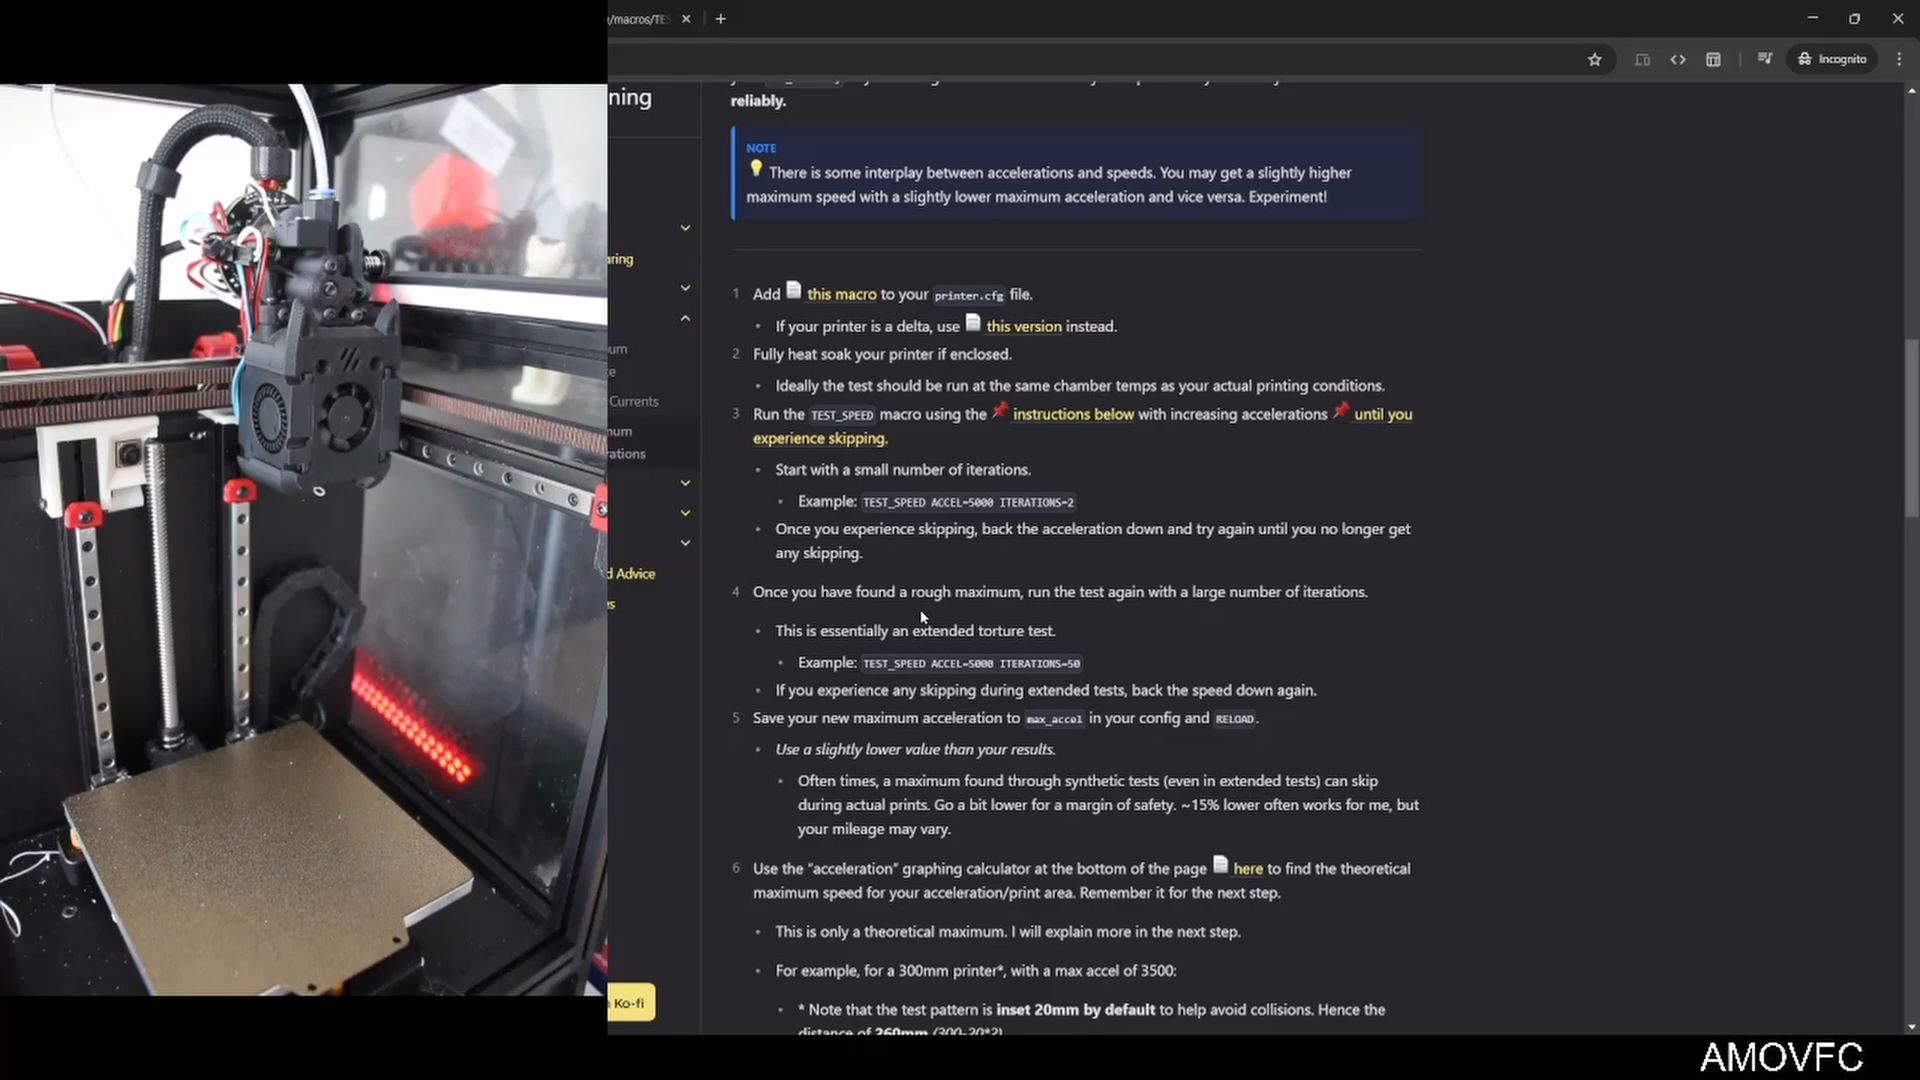 /macros/TE
Incognito
ning
reliably.
NOTE
There is some interplay between accelerations and speeds. You may get a slightly higher
maximum speed with a slightly lower maximum acceleration and vice versa. Experiment!
aring
um
e
Currents
num
rations
d Advice
s
n Ko-fi
1 Add this macro to your printer.cfg file.
• If your printer is a delta, use this version instead.
2 Fully heat soak your printer if enclosed.
• Ideally the test should be run at the same chamber temps as your actual printing conditions.
3 Run the TEST_SPEED macro using the instructions below with increasing accelerations until you
experience skipping.
• Start with a small number of iterations.
• Example: TEST_SPEED ACCEL=5000 ITERATIONS=2
• Once you experience skipping, back the acceleration down and try again until you no longer get
any skipping.
4 Once you have found a rough maximum, run the test again with a large number of iterations.
• This is essentially an extended torture test.
• Example: TEST_SPEED ACCEL=5000 ITERATIONS=50
• If you experience any skipping during extended tests, back the speed down again.
5 Save your new maximum acceleration to max_accel in your config and RELOAD.
• Use a slightly lower value than your results.
• Often times, a maximum found through synthetic tests (even in extended tests) can skip
during actual prints. Go a bit lower for a margin of safety. ~15% lower often works for me, but
your mileage may vary.
6 Use the "acceleration" graphing calculator at the bottom of the page here to find the theoretical
maximum speed for your acceleration/print area. Remember it for the next step.
• This is only a theoretical maximum. I will explain more in the next step.
• For example, for a 300mm printer*, with a max accel of 3500:
• * Note that the test pattern is inset 20mm by default to help avoid collisions. Hence the
distance of 260mm (300-20*2)
AMOVFC